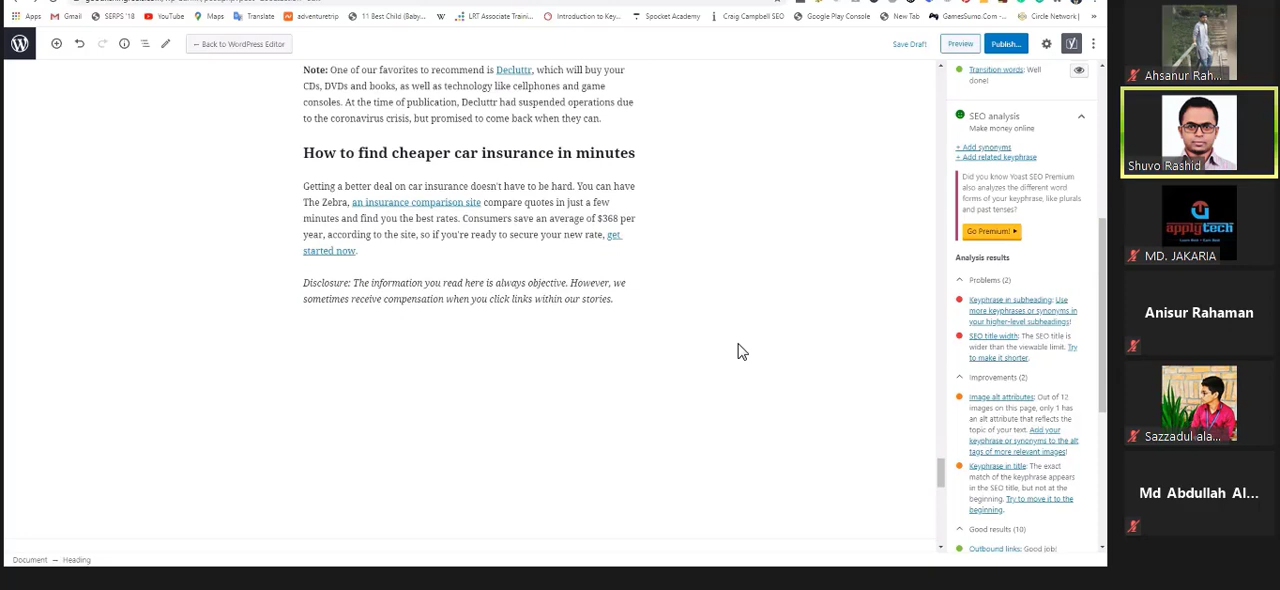 Apps
Gmail
SERPS '18
YouTube
Maps
Translate
adventuretrip
11 Best Child (Baby...
LRT Associate Traini...
Introduction to Key...
Spocket Academy
Craig Campbell SEO
Google Play Console
New Tab
GamesSumo.Com -...
Circle Network |
»
← Back to WordPress Editor
Save Draft
Preview
Publish...
Note: One of our favorites to recommend is Decluttr, which will buy your
CDs, DVDs and books, as well as technology like cellphones and game
consoles. At the time of publication, Decluttr had suspended operations due
to the coronavirus crisis, but promised to come back when they can.
How to find cheaper car insurance in minutes
Getting a better deal on car insurance doesn't have to be hard. You can have
The Zebra, an insurance comparison site compare quotes in just a few
minutes and find you the best rates. Consumers save an average of $368 per
year, according to the site, so if you're ready to secure your new rate, get
started now.
Disclosure: The information you read here is always objective. However, we
sometimes receive compensation when you click links within our stories.
Document — Heading
Transition words: Well
done!
SEO analysis
Make money online
+ Add synonyms
+ Add related keyphrase
Did you know Yoast SEO Premium
also analyzes the different word
forms of your keyphrase, like plurals
and past tenses?
Go Premium!
Analysis results
Problems (2)
Keyphrase in subheading: Use
more keyphrases or synonyms in
your higher-level subheadings!
SEO title width: The SEO title is
wider than the viewable limit. Try
to make it shorter.
Improvements (2)
Image alt attributes: Out of 12
images on this page, only 1 has
an alt attribute that reflects the
topic of your text. Add your
keyphrase or synonyms to the alt
tags of more relevant images!
Keyphrase in title: The exact
match of the keyphrase appears
in the SEO title, but not at the
beginning. Try to move it to the
beginning.
Good results (10)
Outbound links: Good job!
Ahsanur Rah...
Shuvo Rashid
applytech
MD. JAKARIA
Anisur Rahaman
Sazzadul ala...
Md Abdullah Al...